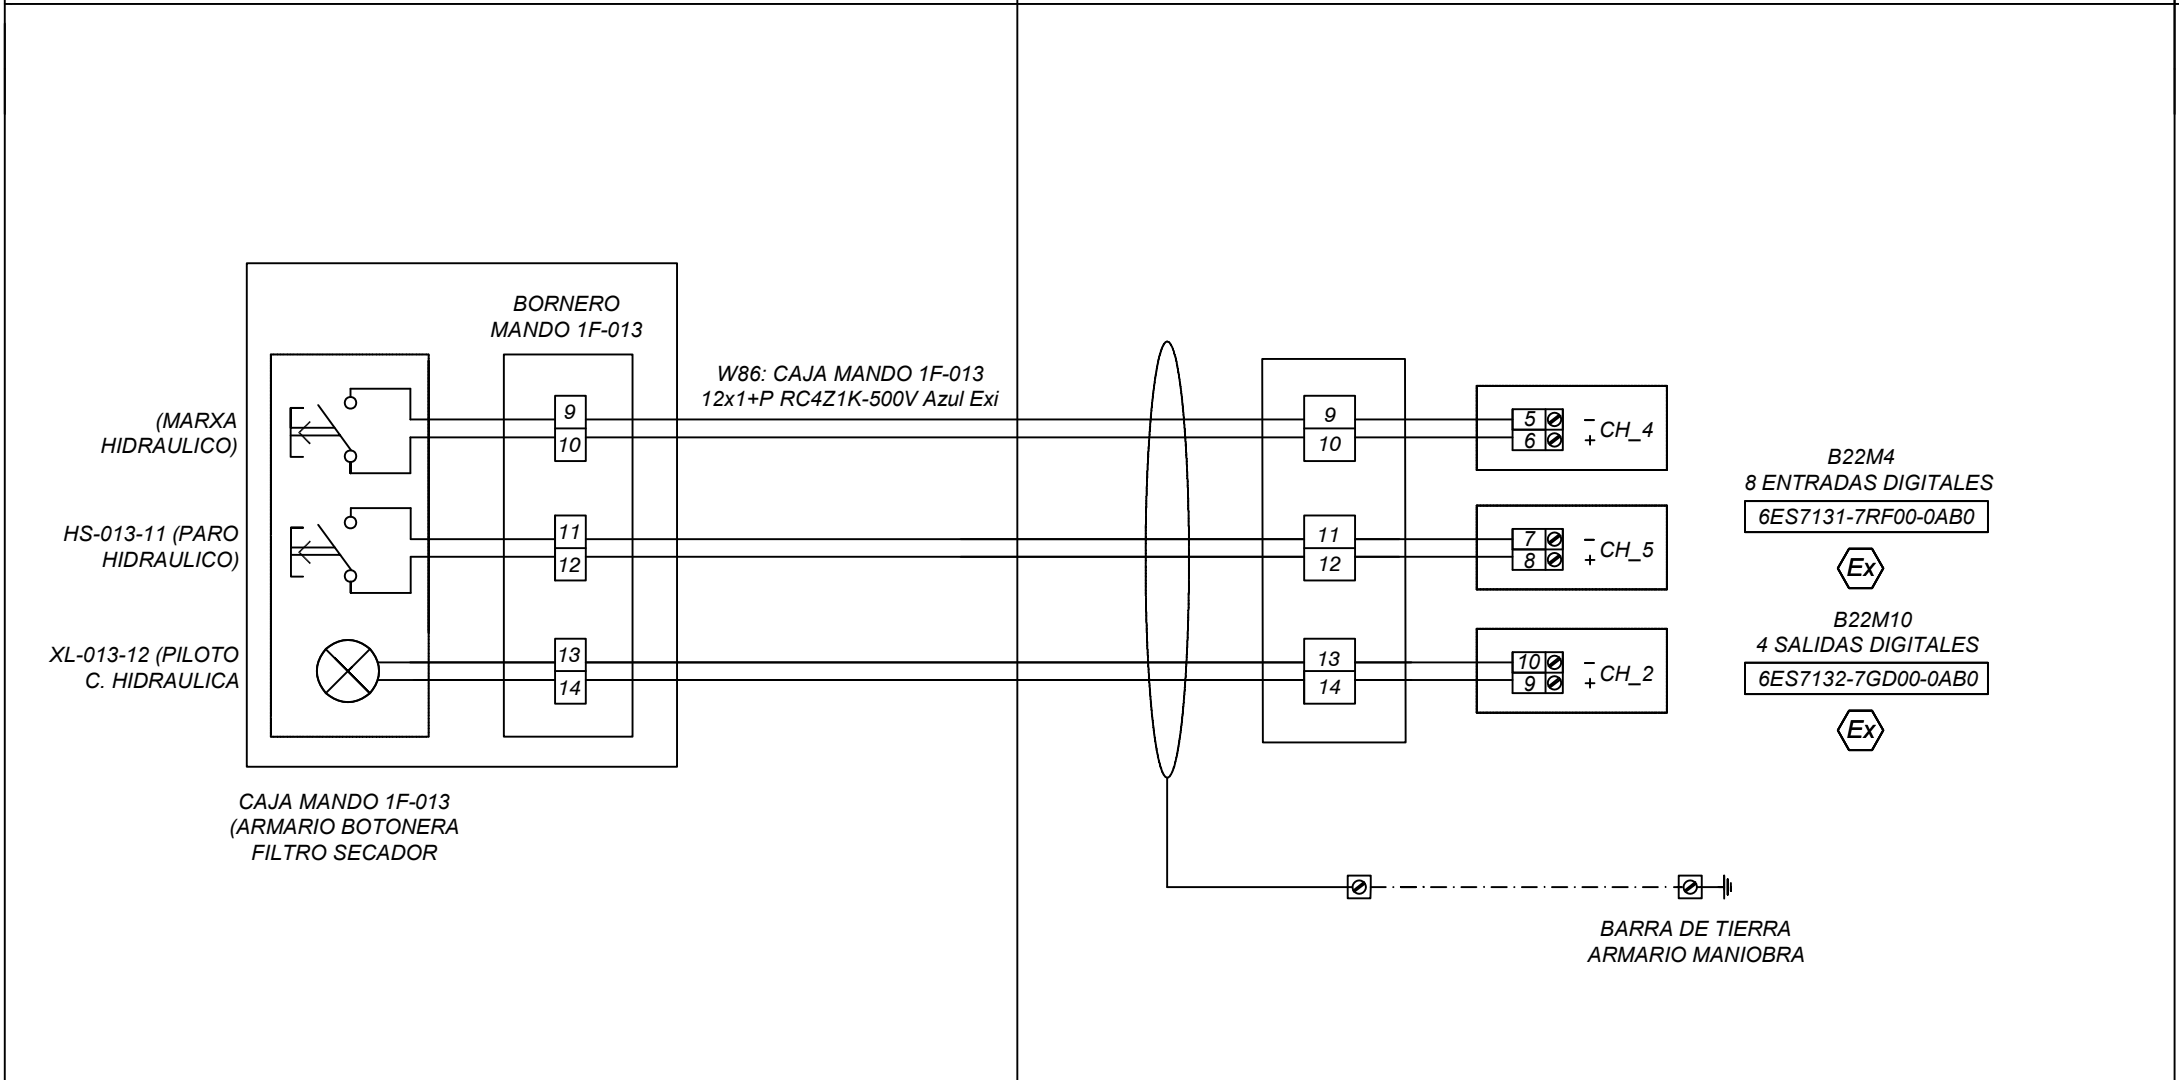 BORNERO
MANDO 1F-013
W86: CAJA MANDO 1F-013
12x1+P RC4Z1K-500V Azul Exi
(MARXA
HIDRAULICO)
9
10
9
10
5
6
-
+
CH_4
HS-013-11 (PARO
HIDRAULICO)
11
12
11
12
7
8
-
+
CH_5
XL-013-12 (PILOTO
C. HIDRAULICA
13
14
13
14
10
9
-
+
CH_2
B22M4
8 ENTRADAS DIGITALES
6ES7131-7RF00-0AB0
Ex
B22M10
4 SALIDAS DIGITALES
6ES7132-7GD00-0AB0
Ex
CAJA MANDO 1F-013
(ARMARIO BOTONERA
FILTRO SECADOR
BARRA DE TIERRA
ARMARIO MANIOBRA